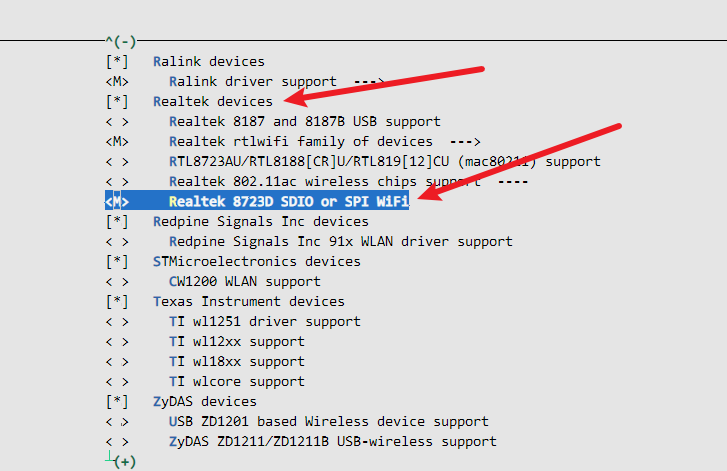 ^(-)
[*] Ralink devices
<M> Ralink driver support --->
[*] Realtek devices
< > Realtek 8187 and 8187B USB support
<M> Realtek rtlwifi family of devices --->
< > RTL8723AU/RTL8188[CR]U/RTL819[12]CU (mac80211) support
< > Realtek 802.11ac wireless chips support ----
<M> Realtek 8723D SDIO or SPI WiFi
[*] Redpine Signals Inc devices
< > Redpine Signals Inc 91x WLAN driver support
[*] STMicroelectronics devices
< > CW1200 WLAN support
[*] Texas Instrument devices
< > TI wl1251 driver support
< > TI wl12xx support
< > TI wl18xx support
< > TI wlcore support
[*] ZyDAS devices
< > USB ZD1201 based Wireless device support
< > ZyDAS ZD1211/ZD1211B USB-wireless support
(+)